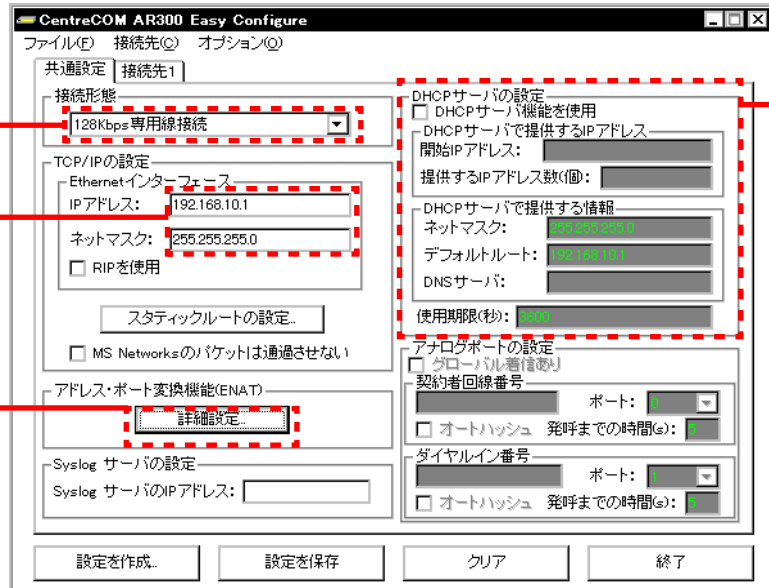 CentreCOM AR300 Easy Configure
ファイル(F) 接続先(C) オプション(O)
共通設定 接続先1
接続形態
128Kbps専用線接続
TCP/IPの設定
Ethernetインターフェース
IPアドレス: 192.168.10.1
ネットマスク: 255.255.255.0
RIPを使用
スタティックルートの設定...
MS Networksのパケットは通過させない
アドレス・ポート変換機能(ENAT)
詳細設定...
Syslog サーバの設定
Syslog サーバのIPアドレス:
DHCPサーバの設定
DHCPサーバ機能を使用
DHCPサーバで提供するIPアドレス
開始IPアドレス:
提供するIPアドレス数(個):
DHCPサーバで提供する情報
ネットマスク: 255.255.255.0
デフォルトルート: 192.168.10.1
DNSサーバ:
使用期限(秒): 3600
アナログポートの設定
グローバル着信あり
契約者回線番号
ポート: 0
オートハッシュ 発呼までの時間(s): 5
ダイヤルイン番号
ポート: 1
オートハッシュ 発呼までの時間(s): 5
設定を作成... 設定を保存 クリア 終了